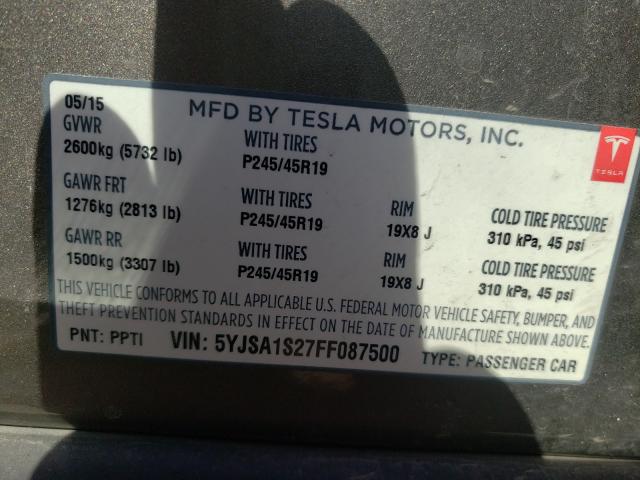 05/15 MFD BY TESLA MOTORS, INC.
GVWR WITH TIRES
2600kg (5732 lb) P245/45R19
TESLA
GAWR FRT WITH TIRES RIM COLD TIRE PRESSURE
1276kg (2813 lb) P245/45R19 19X8 J 310 kPa, 45 psi
GAWR RR WITH TIRES RIM COLD TIRE PRESSURE
1500kg (3307 lb) P245/45R19 19X8 J 310 kPa, 45 psi
THIS VEHICLE CONFORMS TO ALL APPLICABLE U.S. FEDERAL MOTOR VEHICLE SAFETY, BUMPER, AND
THEFT PREVENTION STANDARDS IN EFFECT ON THE DATE OF MANUFACTURE SHOWN ABOVE.
PNT: PPTI VIN: 5YJSA1S27FF087500 TYPE: PASSENGER CAR